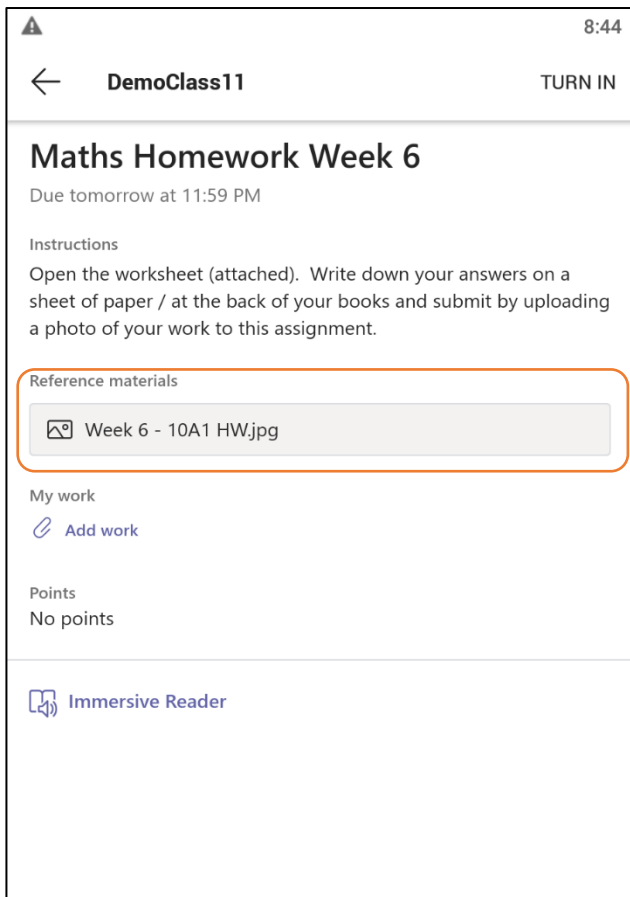 8:44
DemoClass11 TURN IN
Maths Homework Week 6
Due tomorrow at 11:59 PM
Instructions
Open the worksheet (attached).  Write down your answers on a
sheet of paper / at the back of your books and submit by uploading
a photo of your work to this assignment.
Reference materials
Week 6 - 10A1 HW.jpg
My work
Add work
Points
No points
Immersive Reader